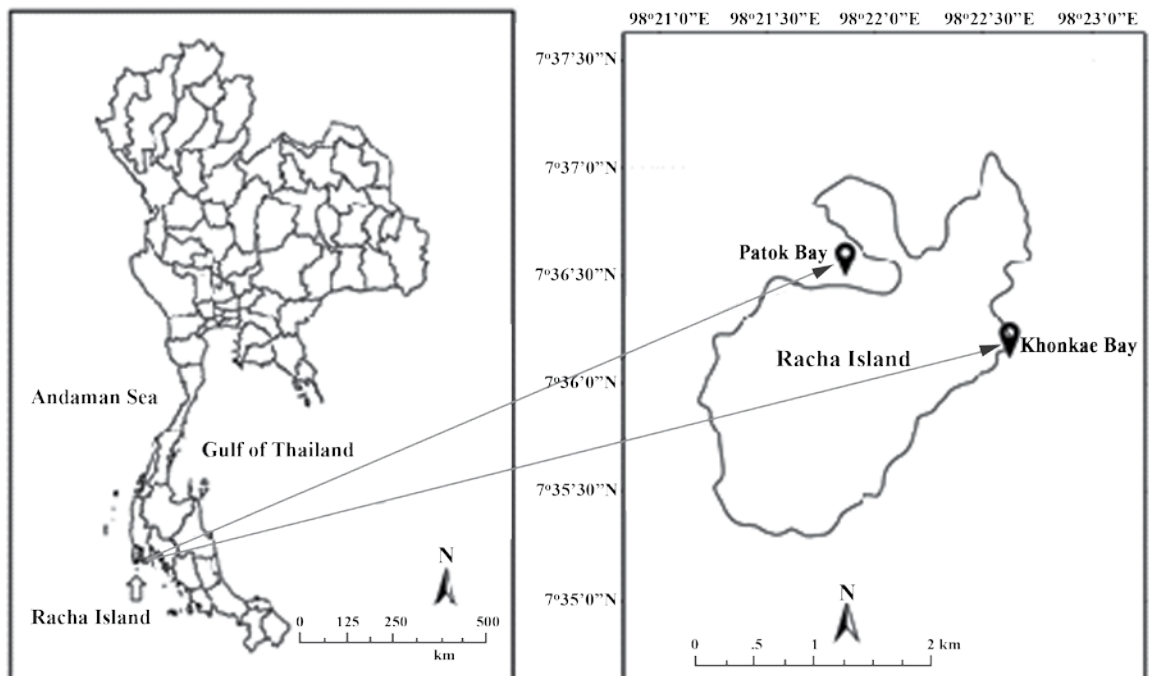 98°21’0”E 98°21’30”E 98°22’0”E 98°22’30”E 98°23’0”E
7°37’30”N
7°37’0”N
Patok Bay
7°36’30”N
Khonkae Bay
Racha Island
7°36’0”N
Andaman Sea
Gulf of Thailand
7°35’30”N
N
7°35’0”N
N
Racha Island
0 125 250 500
km
0 .5 1 2 km